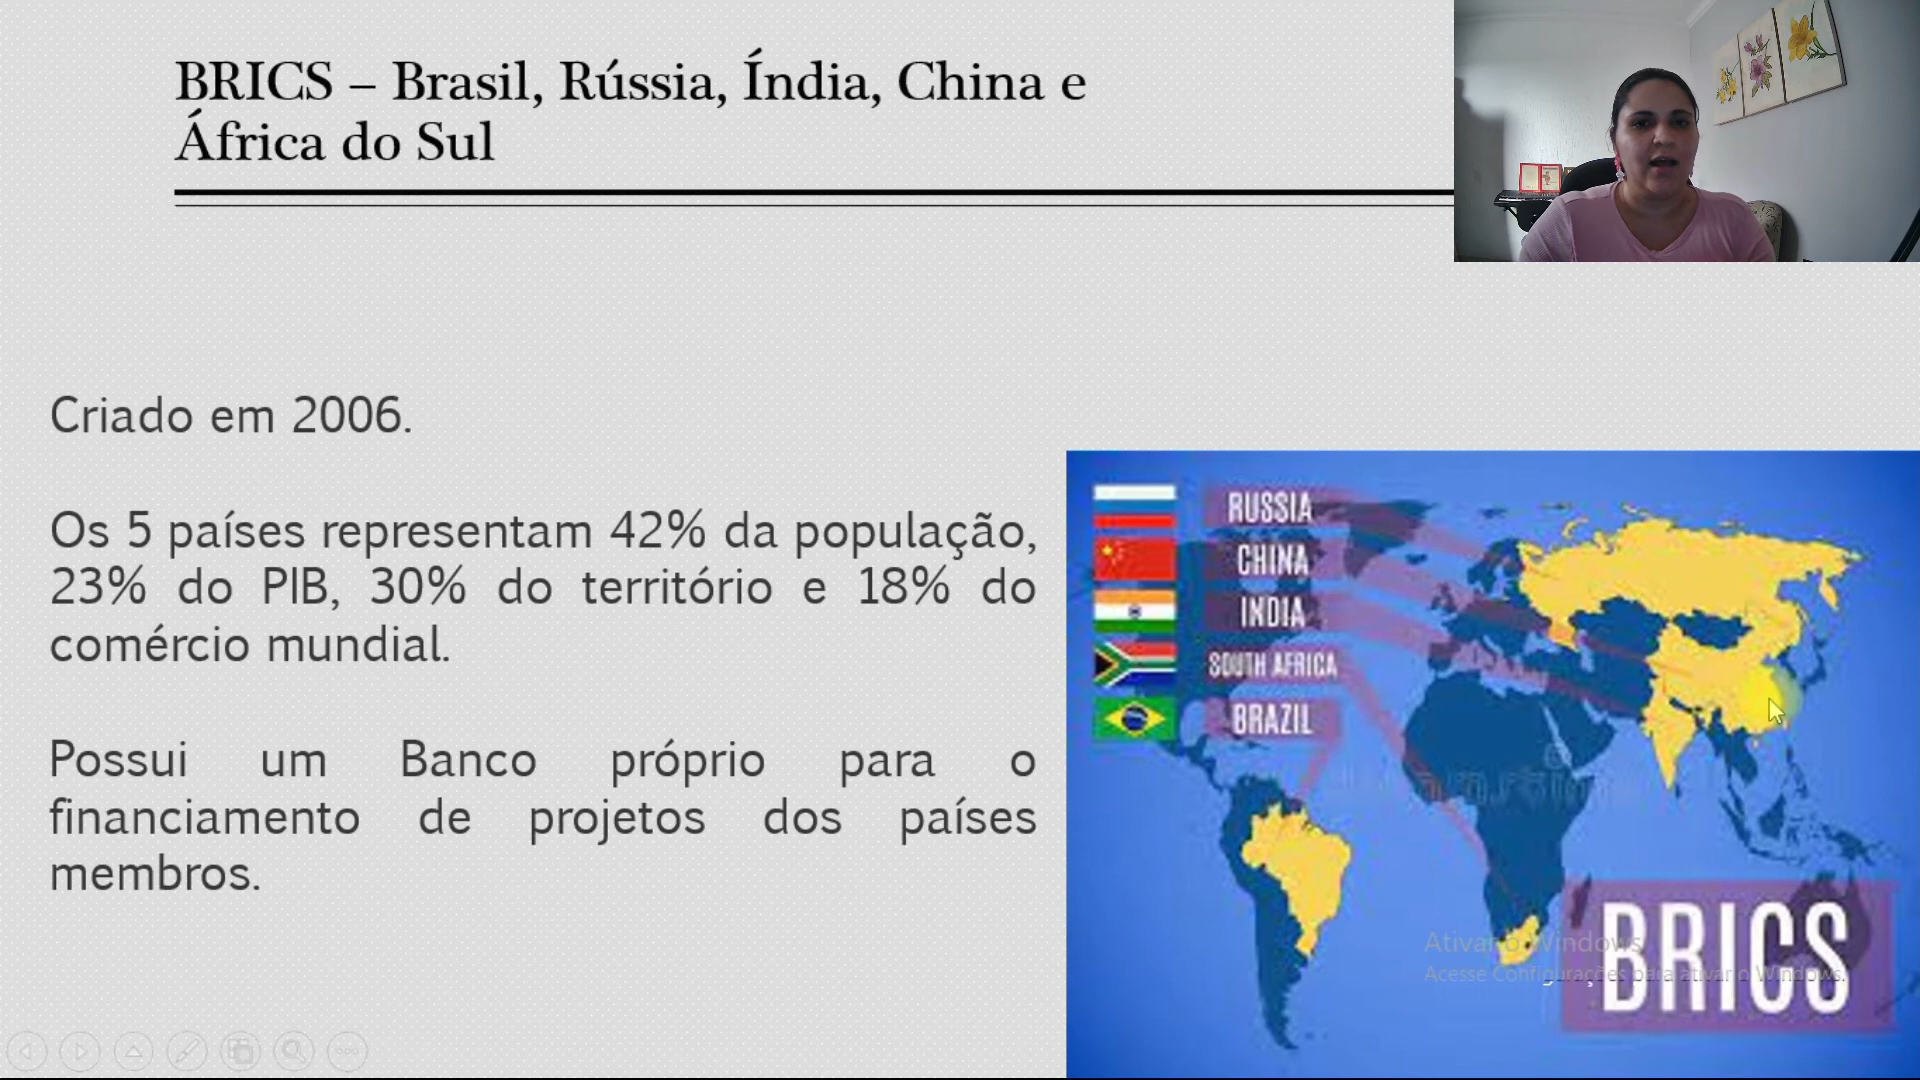 BRICS – Brasil, Rússia, Índia, China e
África do Sul
Criado em 2006.
Os 5 países representam 42% da população,
23% do PIB, 30% do território e 18% do
comércio mundial.
Possui um Banco próprio para o
financiamento de projetos dos países
membros.
RUSSIA
CHINA
INDIA
SOUTH AFRICA
BRAZIL
BRICS
Ativar o Windows
Acesse Configurações para ativar o Windows.